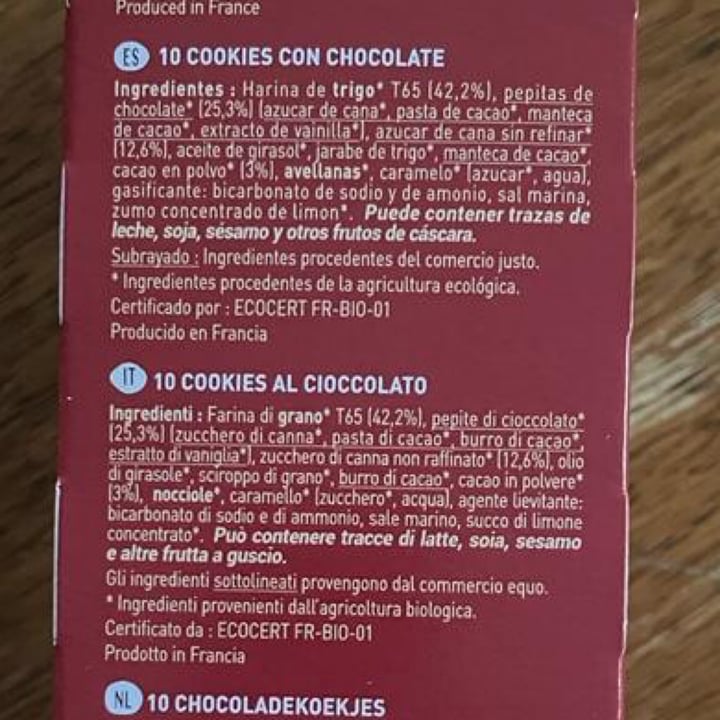 Produced in France
ES 10 COOKIES CON CHOCOLATE
Ingredientes : Harina de trigo* T65 (42,2%), pepitas de
chocolate* (25,3%) (azucar de cana*, pasta de cacao*, manteca
de cacao*, extracto de vainilla*), azucar de cana sin refinar*
(12,6%), aceite de girasol*, jarabe de trigo*, manteca de cacao*,
cacao en polvo* (3%), avellanas*, caramelo* (azucar*, agua),
gasificante: bicarbonato de sodio y de amonio, sal marina,
zumo concentrado de limon*. Puede contener trazas de
leche, soja, sésamo y otros frutos de cáscara.
Subrayado : Ingredientes procedentes del comercio justo.
* Ingredientes procedentes de la agricultura ecológica.
Certificado por : ECOCERT FR-BIO-01
Producido en Francia
IT 10 COOKIES AL CIOCCOLATO
Ingredienti : Farina di grano* T65 (42,2%), pepite di cioccolato*
(25,3%) (zucchero di canna*, pasta di cacao*, burro di cacao*,
estratto di vaniglia*), zucchero di canna non raffinato* (12,6%), olio
di girasole*, sciroppo di grano*, burro di cacao*, cacao in polvere*
(3%), nocciole*, caramello* (zucchero*, acqua), agente lievitante:
bicarbonato di sodio e di ammonio, sale marino, succo di limone
concentrato*. Può contenere tracce di latte, soia, sesamo
e altre frutta a guscio.
Gli ingredienti sottolineati provengono dal commercio equo.
* Ingredienti provenienti dall'agricoltura biologica.
Certificato da : ECOCERT FR-BIO-01
Prodotto in Francia
NL 10 CHOCOLADEKOEKJES